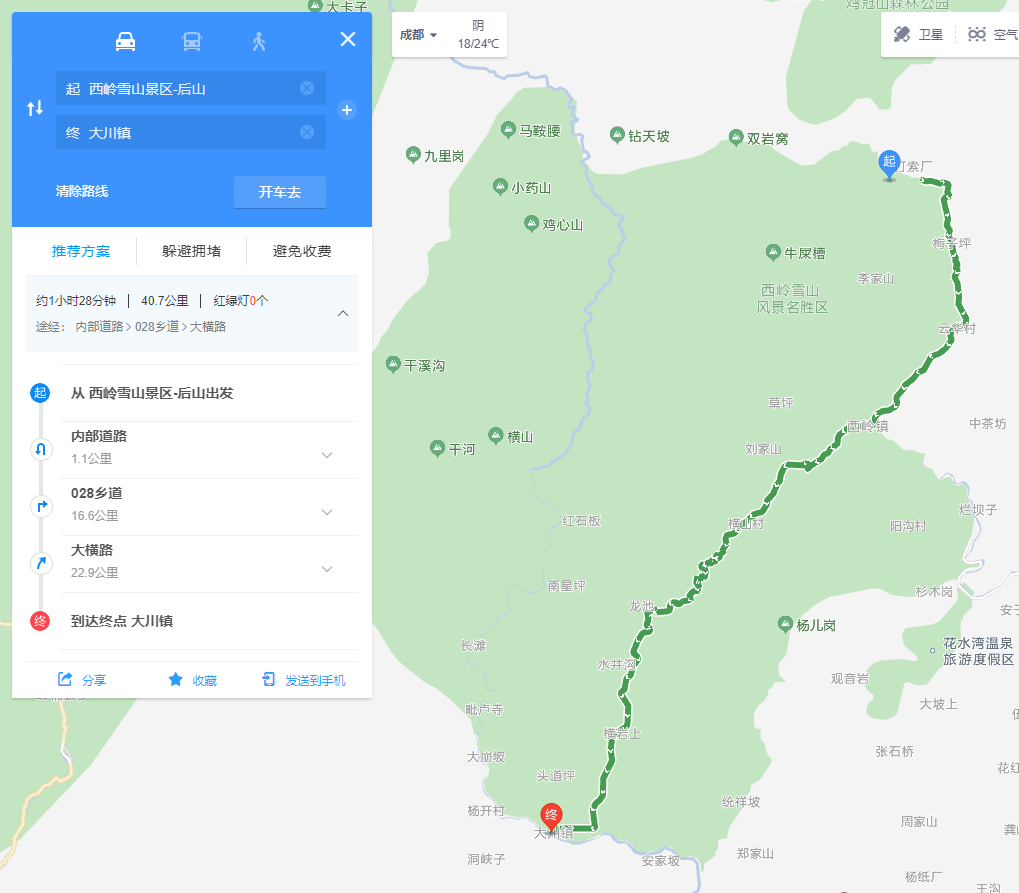 大卡子
鸡冠山森林公园
成都
阴
18/24℃
卫星
空气
起 西岭雪山景区-后山
终 大川镇
清除路线
开车去
推荐方案
躲避拥堵
避免收费
约1小时28分钟 | 40.7公里 | 红绿灯0个
途经： 内部道路 > 028乡道 > 大横路
起
从 西岭雪山景区-后山出发
内部道路
1.1公里
028乡道
16.6公里
大横路
22.9公里
终
到达终点 大川镇
分享
收藏
发送到手机
马鞍腰
钻天坡
双岩窝
九里岗
起
打索厂
小药山
鸡心山
梅子坪
牛屎槽
李家山
西岭雪山
风景名胜区
云华村
干溪沟
草坪
西岭镇
中茶坊
横山
干河
刘家山
烂坝子
红石板
横山村
阳沟村
南星坪
杉木岗
龙池
安子
杨儿岗
长滩
花水湾温泉
旅游度假区
水井沟
观音岩
毗卢寺
大坡上
横岩上
张石桥
大崩坡
花红
头道坪
统祥坡
杨开村
终
周家山
大川镇
龚
洞峡子
安家坡
郑家山
杨纸厂
王沟